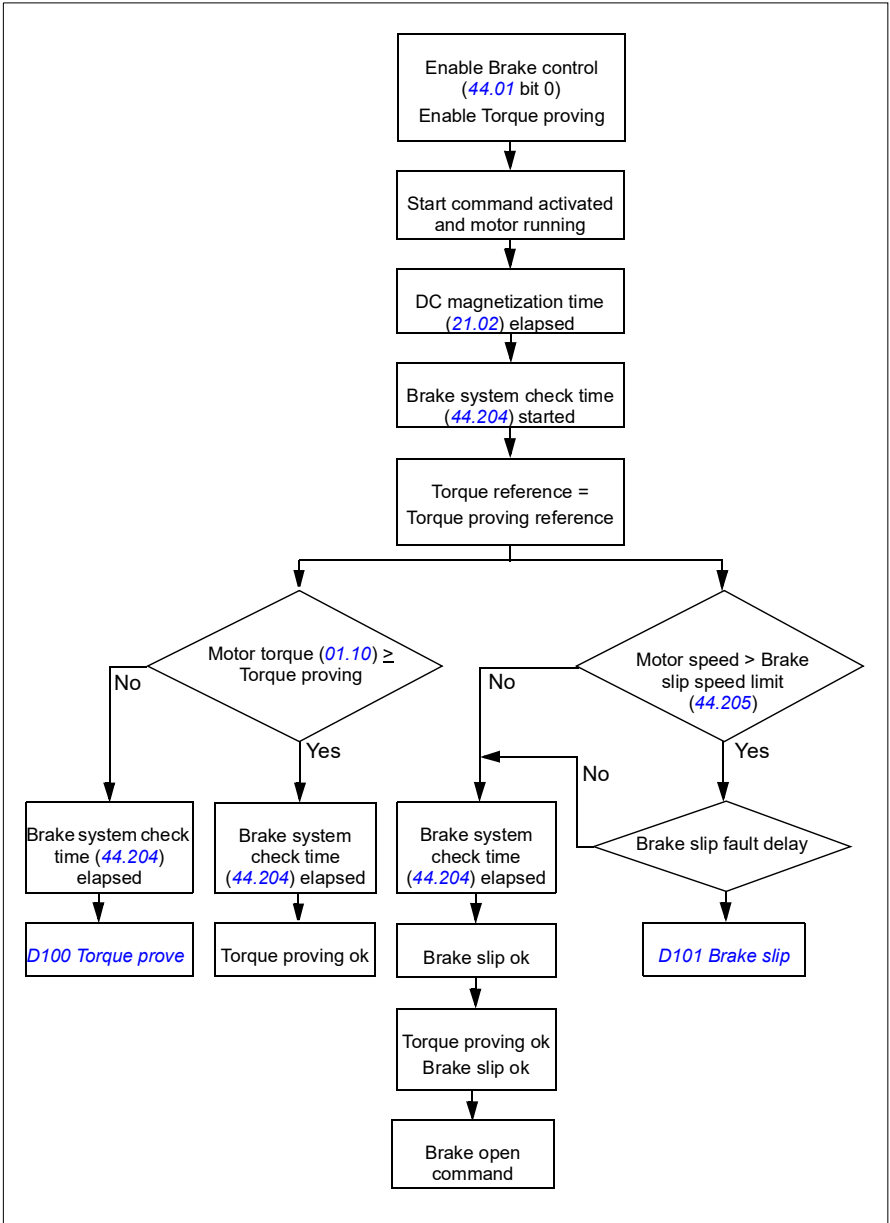 Enable Brake control
(44.01 bit 0)
Enable Torque proving
Start command activated
and motor running
DC magnetization time
(21.02) elapsed
Brake system check time
(44.204) started
Torque reference =
Torque proving reference
Motor torque (01.10) ≥
Torque proving
Motor speed > Brake
slip speed limit
(44.205)
No
Yes
No
Yes
No
Brake system check
time (44.204)
elapsed
Brake system
check time
(44.204) elapsed
Brake system
check time
(44.204) elapsed
Brake slip fault delay
D100 Torque prove
Torque proving ok
Brake slip ok
D101 Brake slip
Torque proving ok
Brake slip ok
Brake open
command